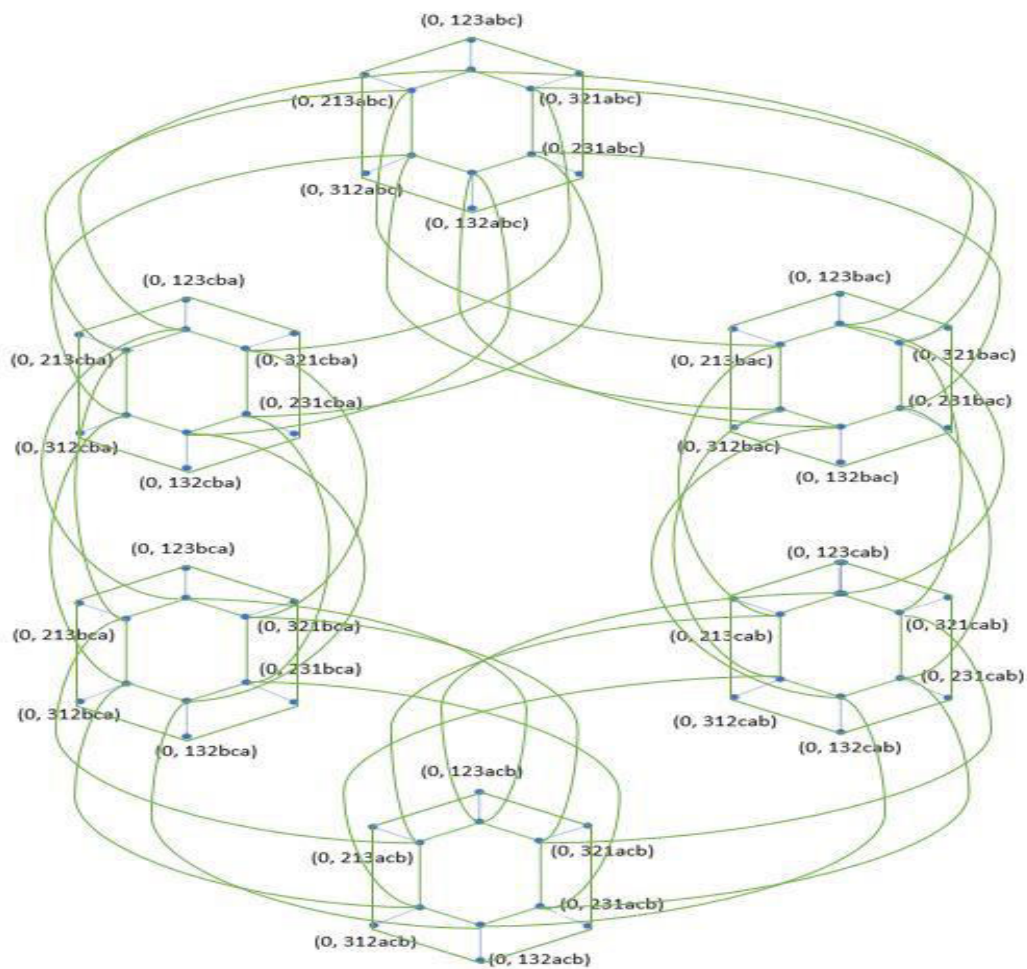 (0, 123abc)
(0, 213abc)
(0, 321abc)
(0, 231abc)
(0, 312abc)
(0, 132abc)
(0, 123cba)
(0, 123bac)
(0, 213cba)
(0, 321cba)
(0, 213bac)
(0, 321bac)
(0, 231cba)
(0, 231bac)
(0, 312cba)
(0, 312bac)
(0, 132cba)
(0, 132bac)
(0, 123bca)
(0, 123cab)
(0, 213bca)
(0, 321bca)
(0, 213cab)
(0, 321cab)
(0, 231bca)
(0, 231cab)
(0, 312bca)
(0, 312cab)
(0, 132bca)
(0, 132cab)
(0, 123acb)
(0, 213acb)
(0, 321acb)
(0, 231acb)
(0, 312acb)
(0, 132acb)